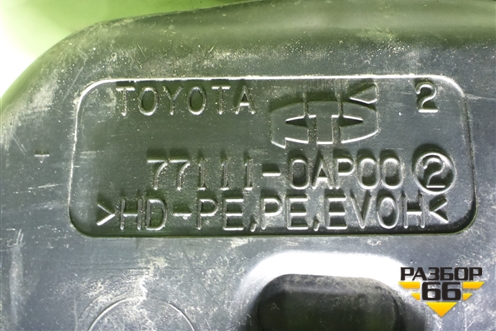 TOYOTA 2
77111-0AP00 2
>HD-PE,PE,EVOH<
РАЗБОР
66